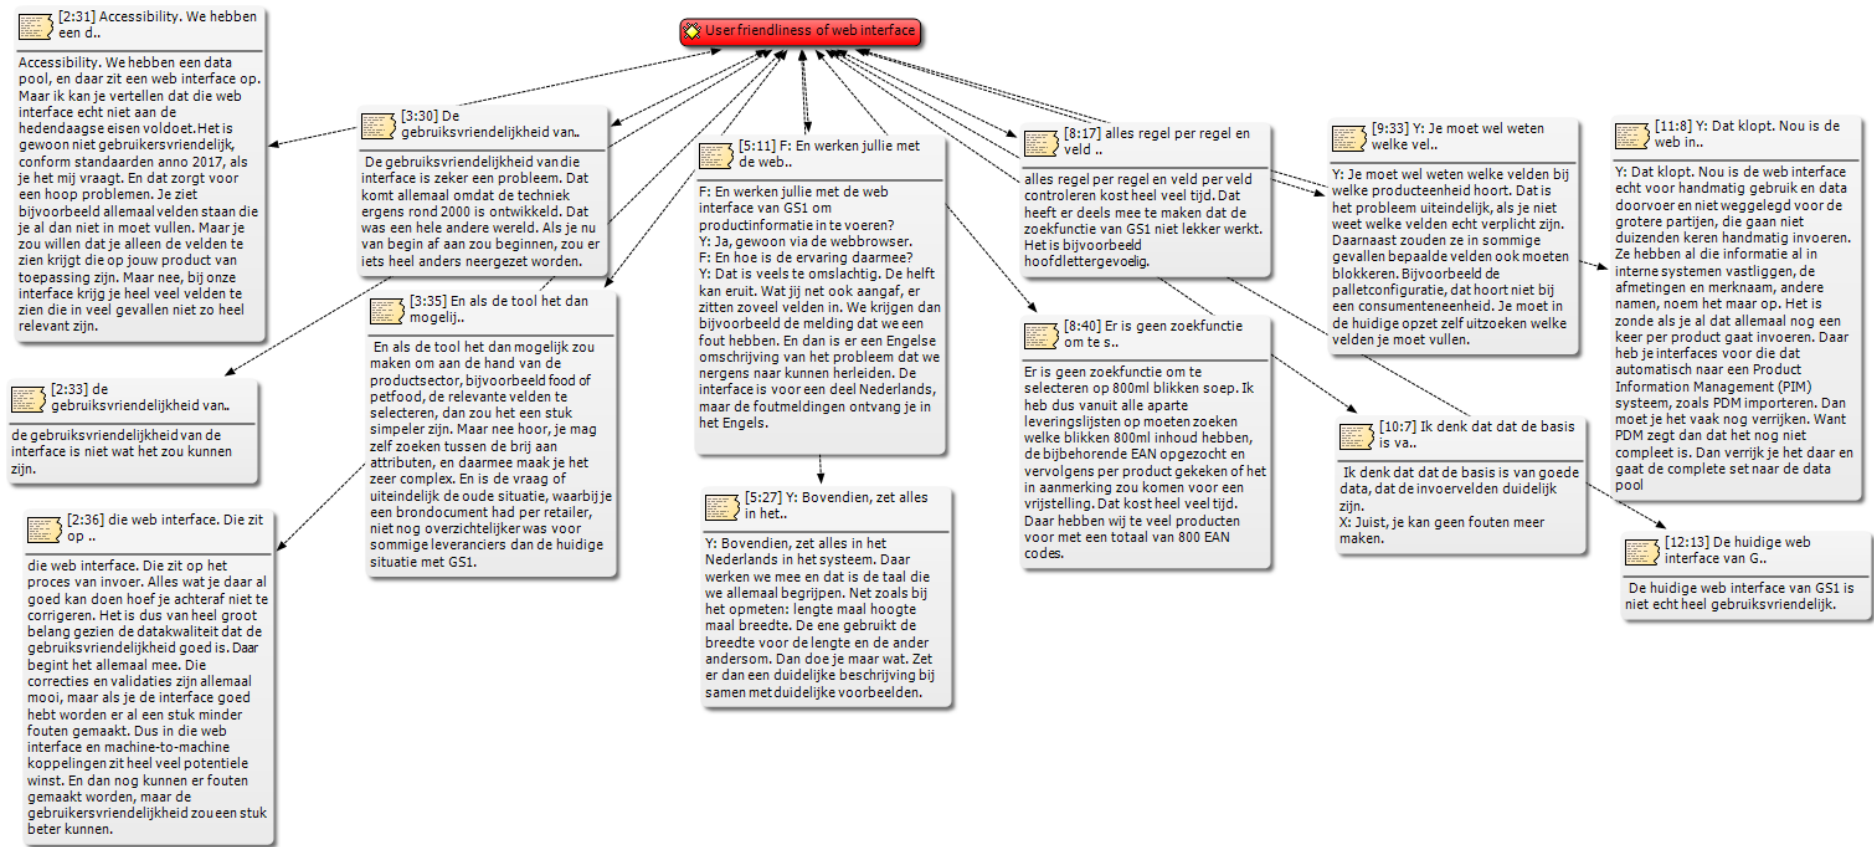 User friendliness of web interface
[2:31] Accessibility. We hebben
een d..
Accessibility. We hebben een data
pool, en daar zit een web interface op.
Maar ik kan je vertellen dat die web
interface echt niet aan de
hedendaagse eisen voldoet.Het is
gewoon niet gebruikersvriendelijk,
conform standaarden anno 2017, als
je het mij vraagt. En dat zorgt voor
een hoop problemen. Je ziet
bijvoorbeeld allemaal velden staan die
je al dan niet in moet vullen. Maar je
zou willen dat je alleen de velden te
zien krijgt die op jouw product van
toepassing zijn. Maar nee, bij onze
interface krijg je heel veel velden te
zien die in veel gevallen niet zo heel
relevant zijn.
[2:33] de
gebruiksvriendelijkheid van..
de gebruiksvriendelijkheid van de
interface is niet wat het zou kunnen
zijn.
[2:36] die web interface. Die zit
op ..
die web interface. Die zit op het
proces van invoer. Alles wat je daar al
goed kan doen hoef je achteraf niet te
corrigeren. Het is dus van heel groot
belang gezien de datakwaliteit dat de
gebruiksvriendelijkheid goed is. Daar
begint het allemaal mee. Die
correcties en validaties zijn allemaal
mooi, maar als je de interface goed
hebt worden er al een stuk minder
fouten gemaakt. Dus in die web
interface en machine-to-machine
koppelingen zit heel veel potentiele
winst. En dan nog kunnen er fouten
gemaakt worden, maar de
gebruikersvriendelijkheid zou een stuk
beter kunnen.
[3:30] De
gebruiksvriendelijkheid van..
De gebruiksvriendelijkheid van die
interface is zeker een probleem. Dat
komt allemaal omdat de techniek
ergens rond 2000 is ontwikkeld. Dat
was een hele andere wereld. Als je nu
van begin af aan zou beginnen, zou er
iets heel anders neergezet worden.
[3:35] En als de tool het dan
mogelij..
En als de tool het dan mogelijk zou
maken om aan de hand van de
productsector, bijvoorbeeld food of
petfood, de relevante velden te
selecteren, dan zou het een stuk
simpeler zijn. Maar nee hoor, je mag
zelf zoeken tussen de brij aan
attributen, en daarmee maak je het
zeer complex. En is de vraag of
uiteindelijk de oude situatie, waarbij je
een brondocument had per retailer,
niet nog overzichtelijker was voor
sommige leveranciers dan de huidige
situatie met GS1.
[5:11] F: En werken jullie met
de web..
F: En werken jullie met de web
interface van GS1 om
productinformatie in te voeren?
Y: Ja, gewoon via de webbrowser.
F: En hoe is de ervaring daarmee?
Y: Dat is veels te omslachtig. De helft
kan eruit. Wat jij net ook aangaf, er
zitten zoveel velden in. We krijgen dan
bijvoorbeeld de melding dat we een
fout hebben. En dan is er een Engelse
omschrijving van het probleem dat we
nergens naar kunnen herleiden. De
interface is voor een deel Nederlands,
maar de foutmeldingen ontvang je in
het Engels.
[5:27] Y: Bovendien, zet alles
in het..
Y: Bovendien, zet alles in het
Nederlands in het systeem. Daar
werken we mee en dat is de taal die
we allemaal begrijpen. Net zoals bij
het opmeten: lengte maal hoogte
maal breedte. De ene gebruikt de
breedte voor de lengte en de ander
andersom. Dan doe je maar wat. Zet
er dan een duidelijke beschrijving bij
samen met duidelijke voorbeelden.
[8:17] alles regel per regel en
veld ..
alles regel per regel en veld per veld
controleren kost heel veel tijd. Dat
heeft er deels mee te maken dat de
zoekfunctie van GS1 niet lekker werkt.
Het is bijvoorbeeld
hoofdlettergevoelig.
[8:40] Er is geen zoekfunctie
om te s..
Er is geen zoekfunctie om te
selecteren op 800ml blikken soep. Ik
heb dus vanuit alle aparte
leveringslijsten op moeten zoeken
welke blikken 800ml inhoud hebben,
de bijbehorende EAN opgezocht en
vervolgens per product gekeken of het
in aanmerking zou komen voor een
vrijstelling. Dat kost heel veel tijd.
Daar hebben wij te veel producten
voor met een totaal van 800 EAN
codes.
[9:33] Y: Je moet wel weten
welke vel..
Y: Je moet wel weten welke velden bij
welke producteenheid hoort. Dat is
het probleem uiteindelijk, als je niet
weet welke velden echt verplicht zijn.
Daarnaast zouden ze in sommige
gevallen bepaalde velden ook moeten
blokkeren. Bijvoorbeeld de
palletconfiguratie, dat hoort niet bij
een consumenteneenheid. Je moet in
de huidige opzet zelf uitzoeken welke
velden je moet vullen.
[10:7] Ik denk dat dat de basis
is va..
Ik denk dat dat de basis is van goede
data, dat de invoervelden duidelijk
zijn.
X: Juist, je kan geen fouten meer
maken.
[11:8] Y: Dat klopt. Nou is de
web in..
Y: Dat klopt. Nou is de web interface
echt voor handmatig gebruik en data
doorvoer en niet weggelegd voor de
grotere partijen, die gaan niet
duizenden keren handmatig invoeren.
Ze hebben al die informatie al in
interne systemen vastliggen, de
afmetingen en merknaam, andere
namen, noem het maar op. Het is
zonde als je al dat allemaal nog een
keer per product gaat invoeren. Daar
heb je interfaces voor die dat
automatisch naar een Product
Information Management (PIM)
systeem, zoals PDM importeren. Dan
moet je het vaak nog verrijken. Want
PDM zegt dan dat het nog niet
compleet is. Dan verrijk je het daar en
gaat de complete set naar de data
pool
[12:13] De huidige web
interface van G..
De huidige web interface van GS1 is
niet echt heel gebruiksvriendelijk.